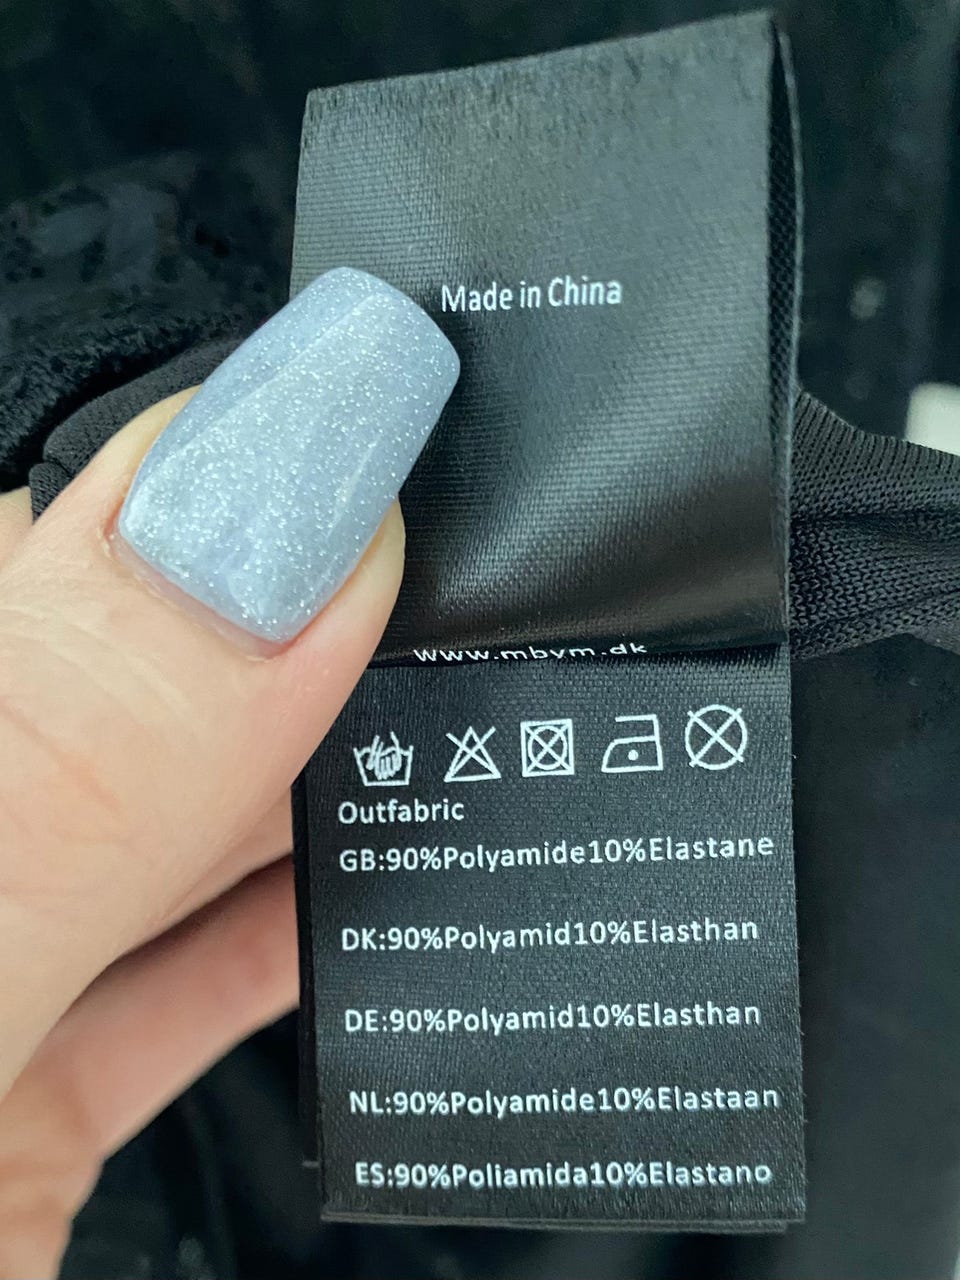 Made in China
www.mbym.dk
Outfabric
GB:90%Polyamide10%Elastane
DK:90%Polyamid10%Elasthan
DE:90%Polyamid10%Elasthan
NL:90%Polyamide10%Elastaan
ES:90%Poliamida10%Elastano